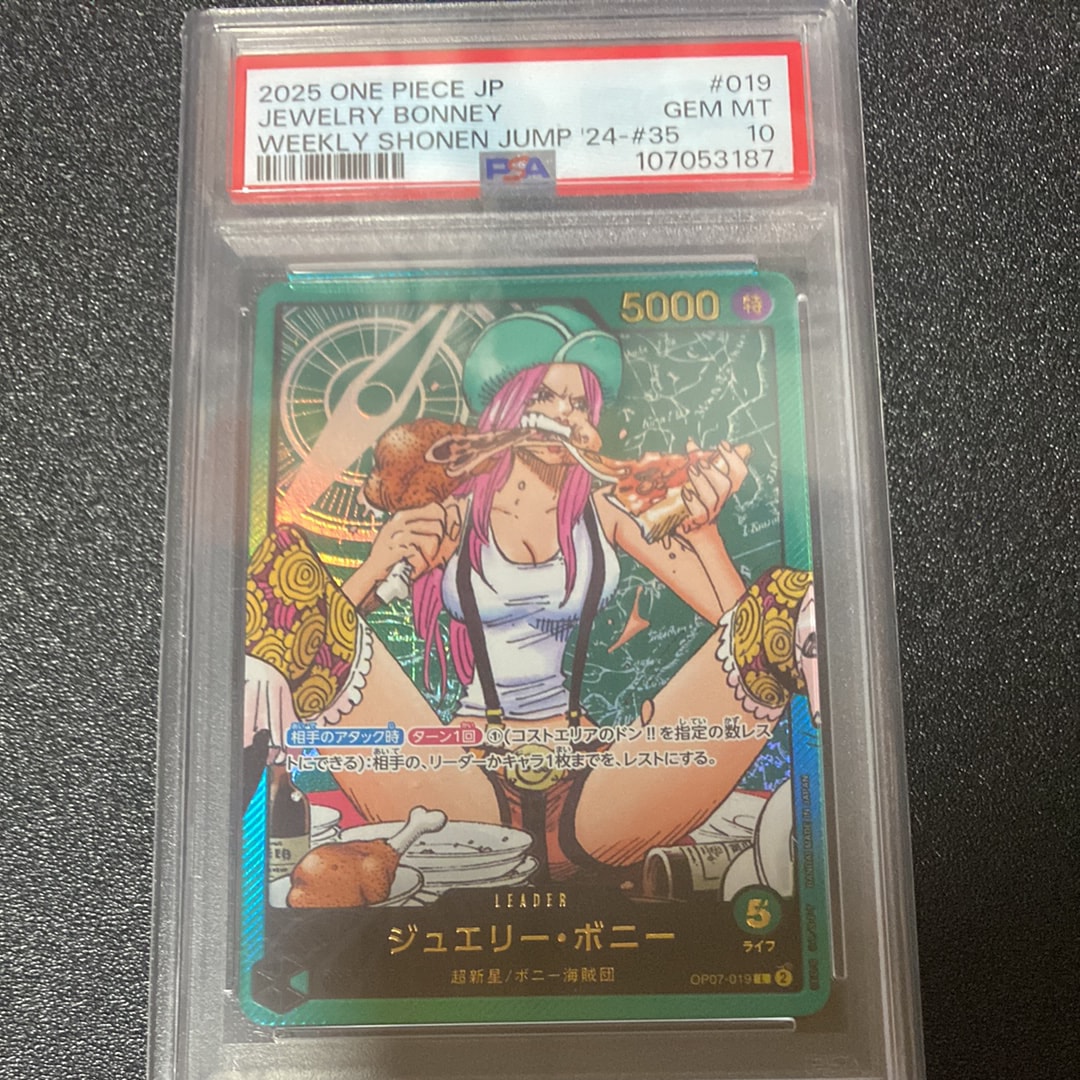 2025 ONE PIECE JP #019
JEWELRY BONNEY GEM MT
WEEKLY SHONEN JUMP '24-#35 10
PSA 107053187
5000 特
相手のアタック時 ターン1回 ①(コストエリアのドン!!を指定の数レス
トにできる):相手の、リーダーかキャラ1枚までを、レストにする。
LEADER
ジュエリー・ボニー
超新星/ボニー海賊団
5
ライフ
OP07-019 L 2
BANDAI MADE IN JAPAN